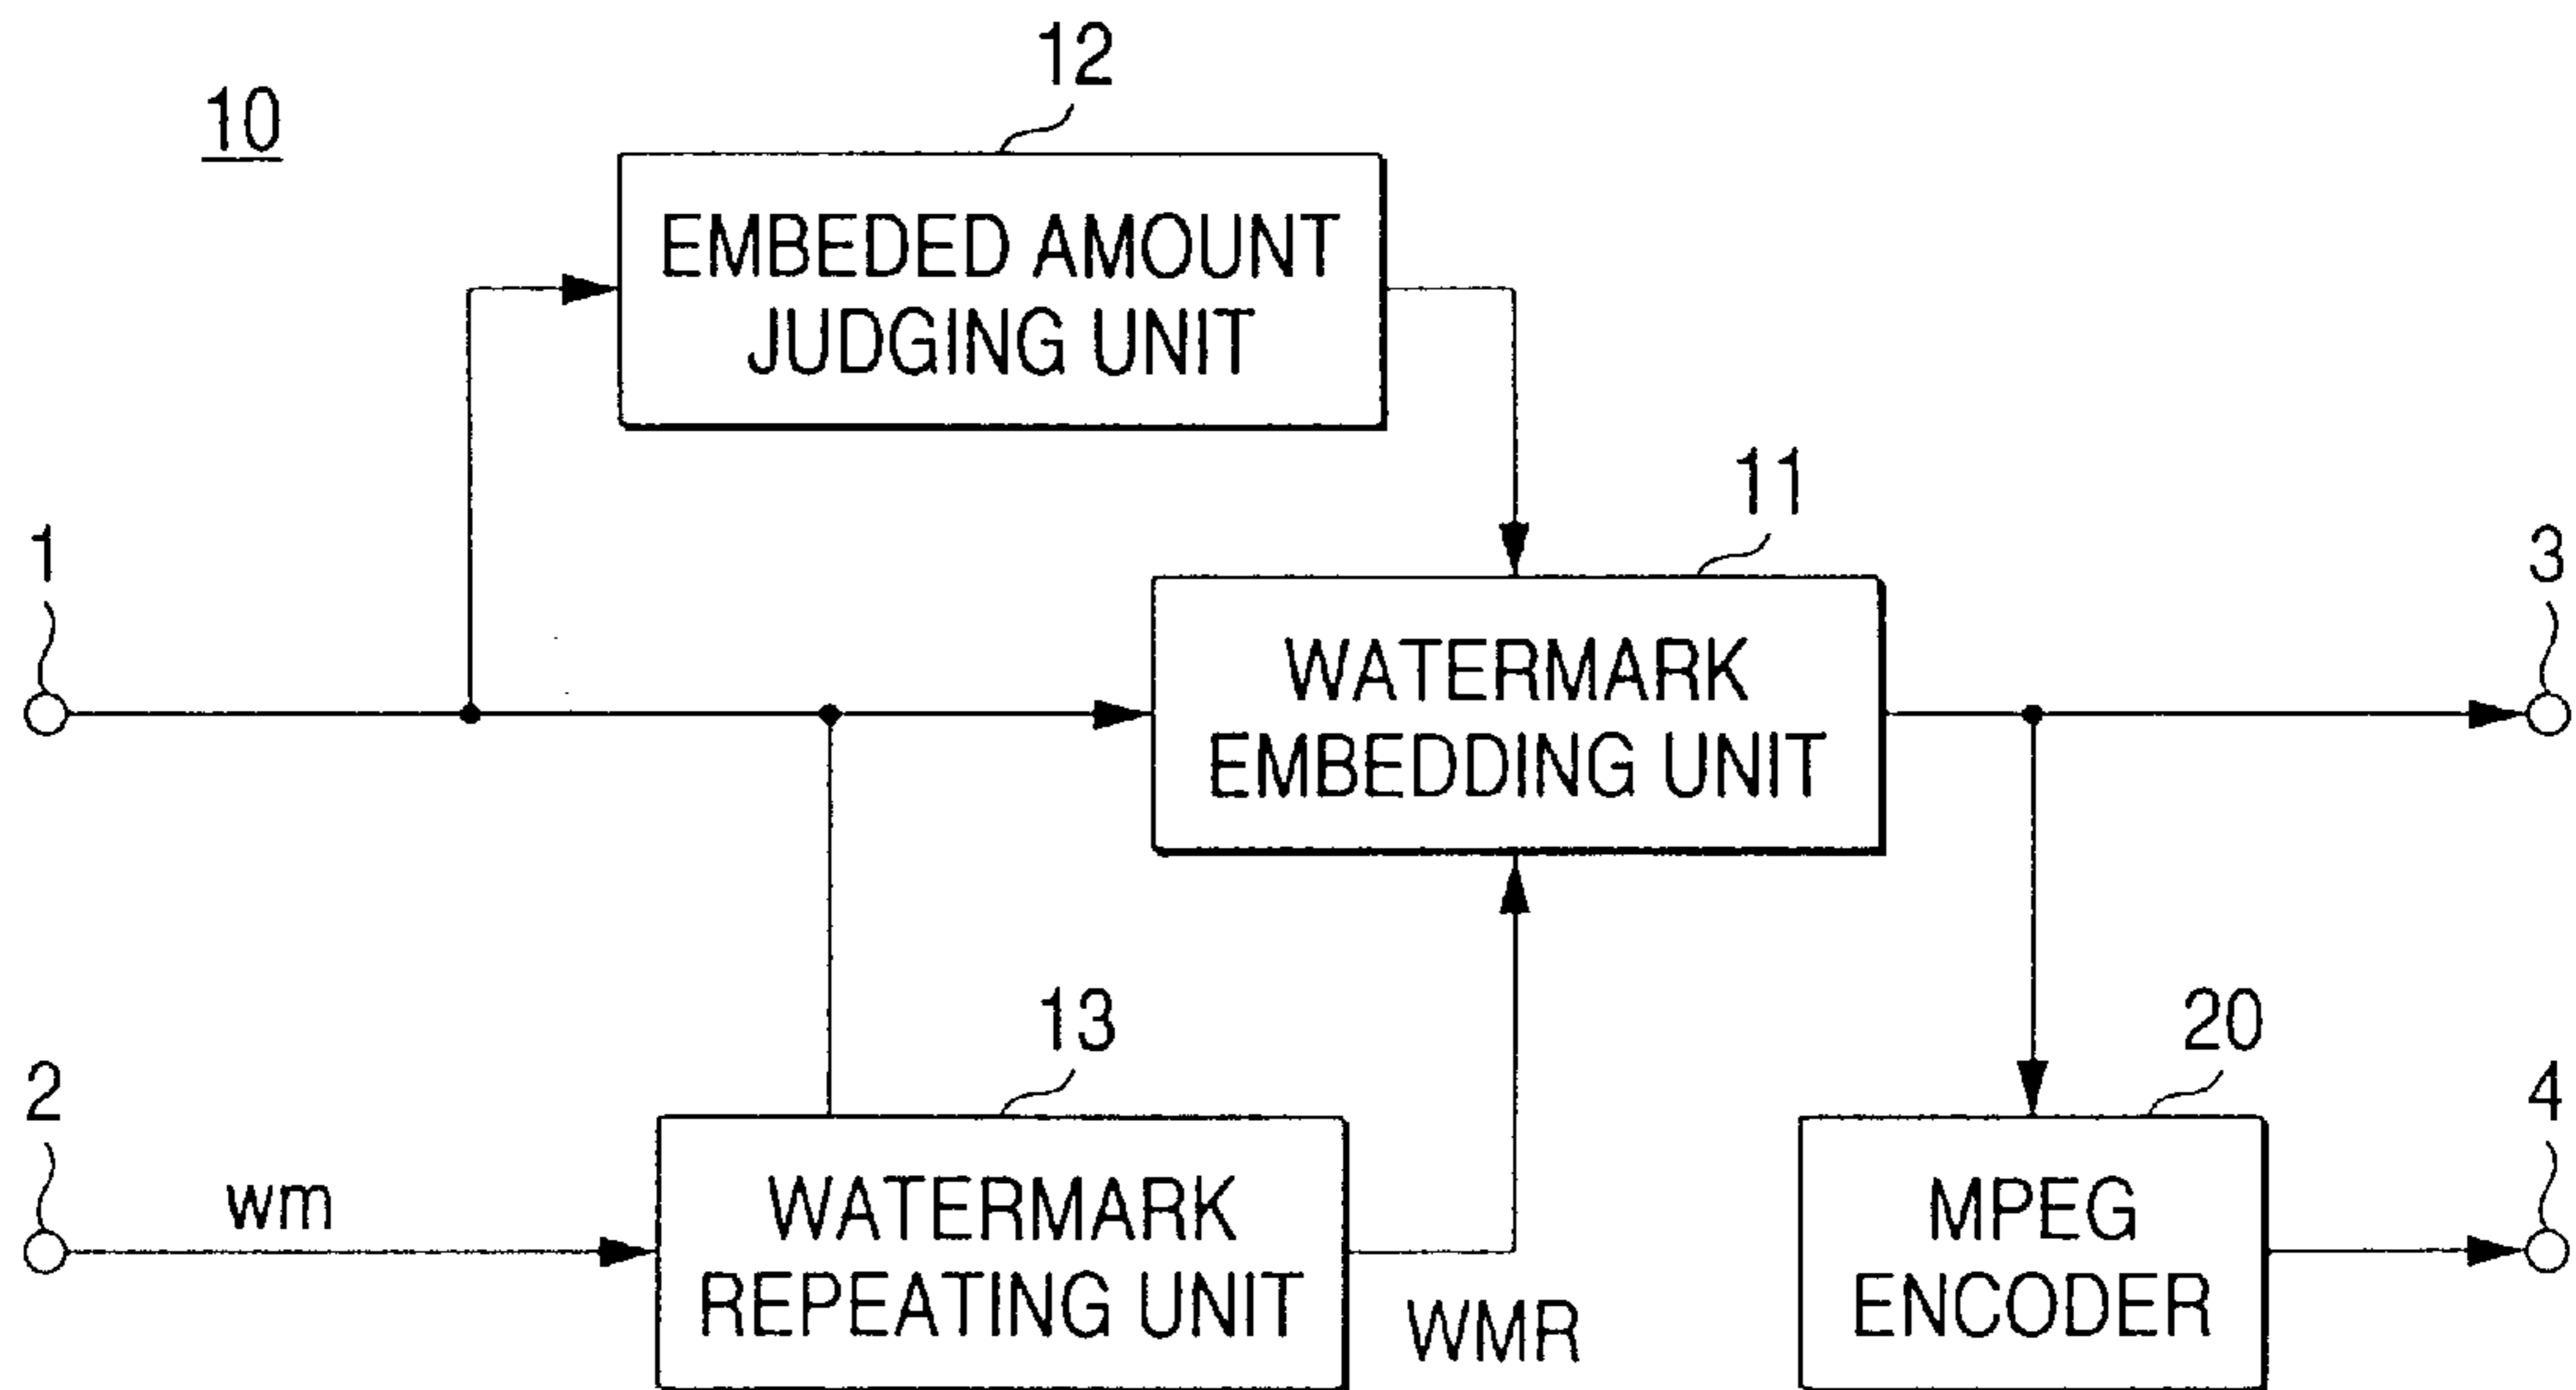 12
10
EMBEDED AMOUNT
JUDGING UNIT
11
1
3
WATERMARK
EMBEDDING UNIT
13
20
2
4
wm
WATERMARK
REPEATING UNIT
WMR
MPEG
ENCODER